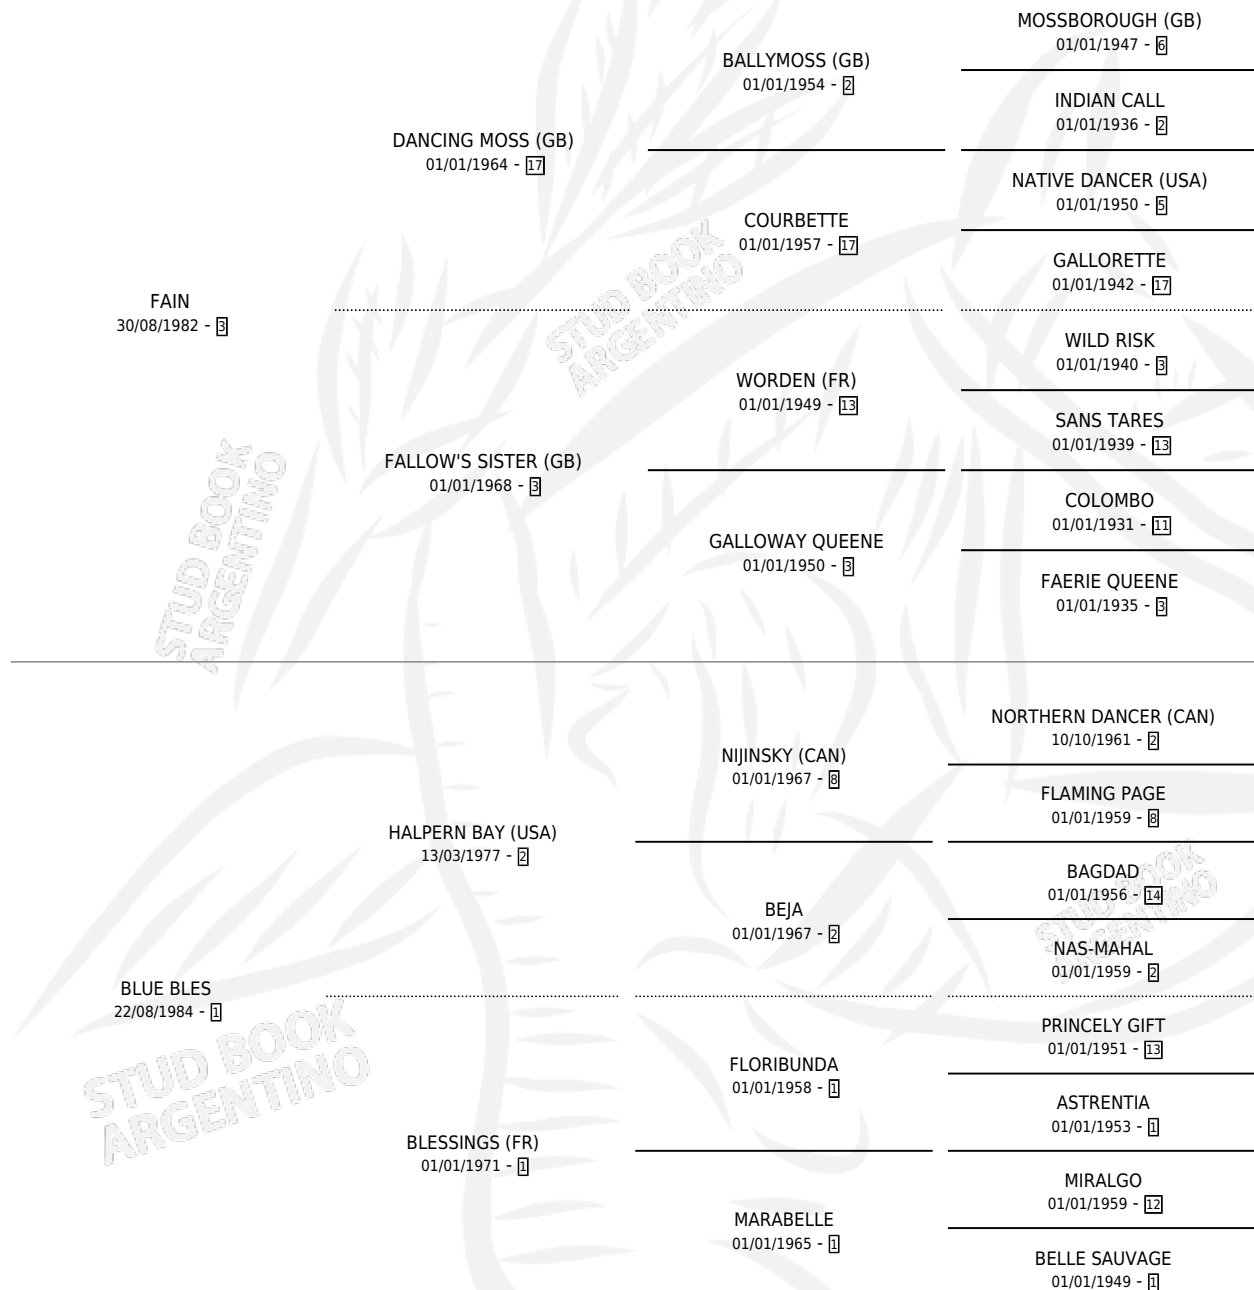 MOSSBOROUGH (GB)
01/01/1947 - 6
BALLYMOSS (GB)
01/01/1954 - 2
INDIAN CALL
01/01/1936 - 2
DANCING MOSS (GB)
01/01/1964 - 17
NATIVE DANCER (USA)
01/01/1950 - 5
COURBETTE
01/01/1957 - 17
GALLORETTE
01/01/1942 - 17
FAIN
30/08/1982 - 3
STUD BOOK
ARGENTINO
WILD RISK
01/01/1940 - 3
WORDEN (FR)
01/01/1949 - 13
SANS TARES
01/01/1939 - 13
FALLOW'S SISTER (GB)
01/01/1968 - 3
COLOMBO
01/01/1931 - 11
GALLOWAY QUEENE
01/01/1950 - 3
FAERIE QUEENE
01/01/1935 - 3
STUD BOOK
ARGENTINO
NORTHERN DANCER (CAN)
10/10/1961 - 2
NIJINSKY (CAN)
01/01/1967 - 8
FLAMING PAGE
01/01/1959 - 8
HALPERN BAY (USA)
13/03/1977 - 2
BAGDAD
01/01/1956 - 14
BEJA
01/01/1967 - 2
STUD BOOK
ARGENTINO
NAS-MAHAL
01/01/1959 - 2
BLUE BLES
22/08/1984 - 1
STUD BOOK
ARGENTINO
PRINCELY GIFT
01/01/1951 - 13
FLORIBUNDA
01/01/1958 - 1
ASTRENTIA
01/01/1953 - 1
BLESSINGS (FR)
01/01/1971 - 1
MIRALGO
01/01/1959 - 12
MARABELLE
01/01/1965 - 1
BELLE SAUVAGE
01/01/1949 - 1